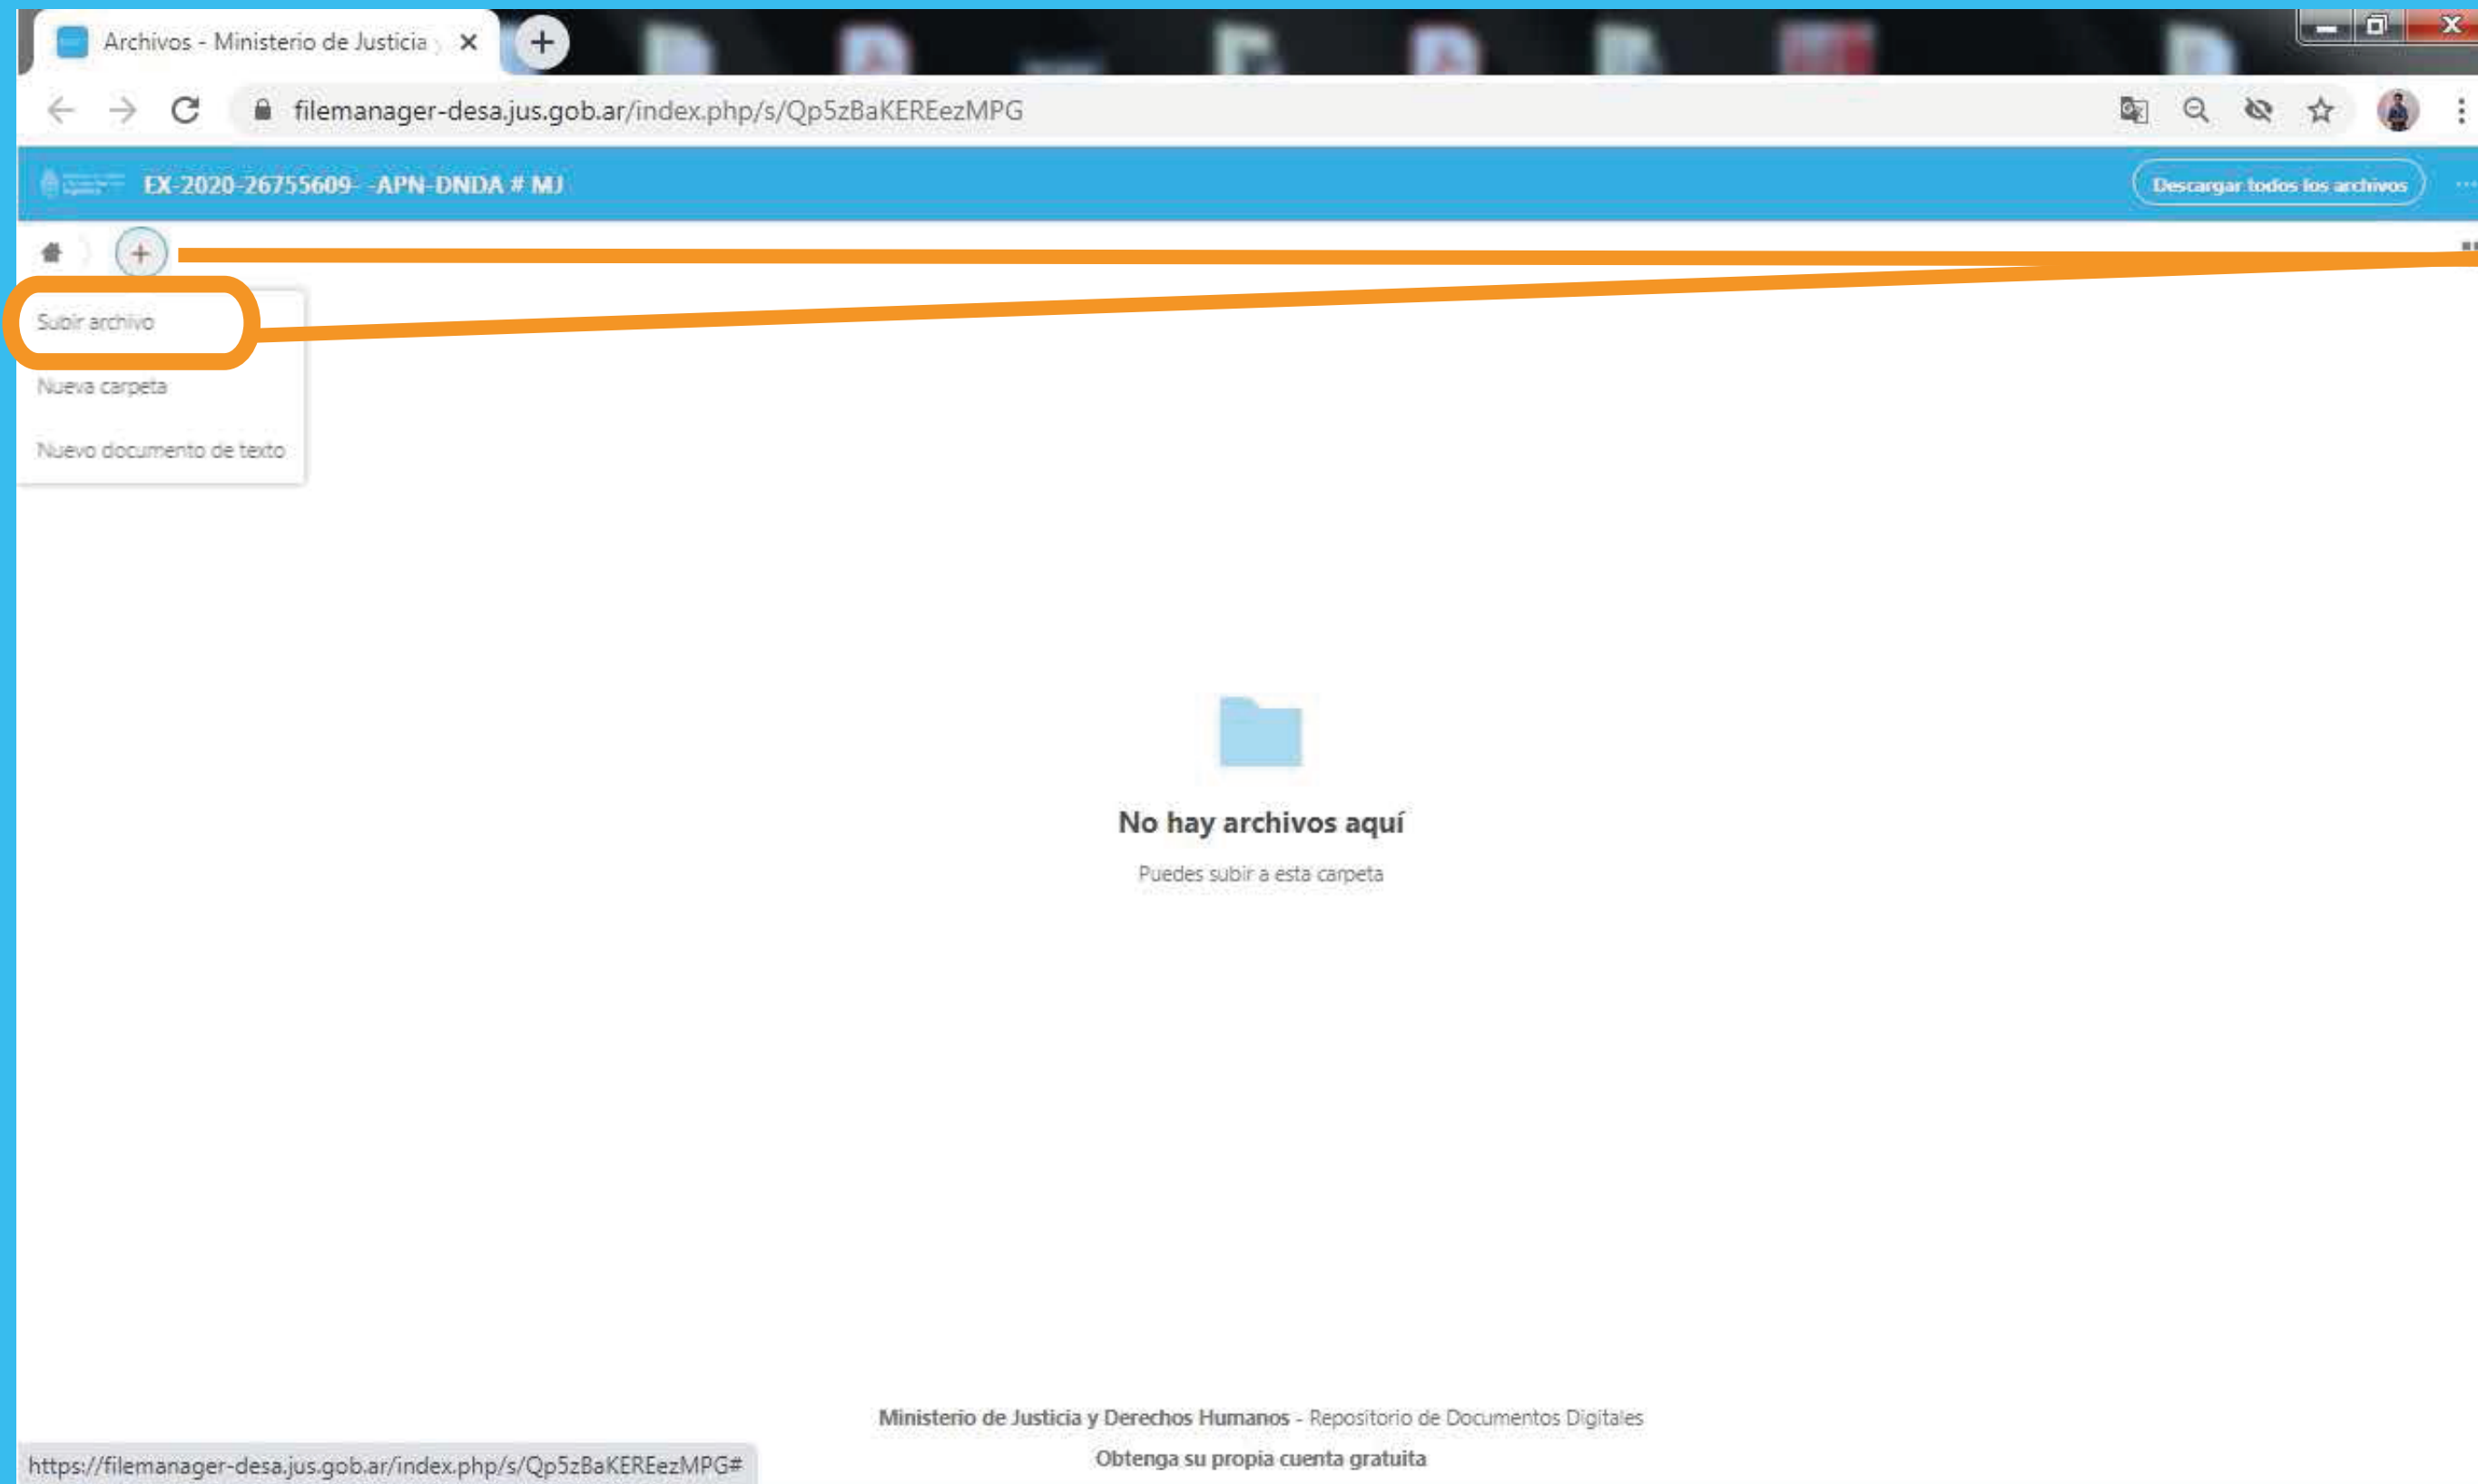 Archivos - Ministerio de Justicia y
filemanager-desa.jus.gob.ar/index.php/s/Qp5zBaKEREezMPG
EX-2020-26755609- -APN-DNDA # MJ
Descargar todos los archivos
Subir archivo
Nueva carpeta
Nuevo documento de texto
No hay archivos aquí
Puedes subir a esta carpeta
Ministerio de Justicia y Derechos Humanos - Repositorio de Documentos Digitales
Obtenga su propia cuenta gratuita
https://filemanager-desa.jus.gob.ar/index.php/s/Qp5zBaKEREezMPG#